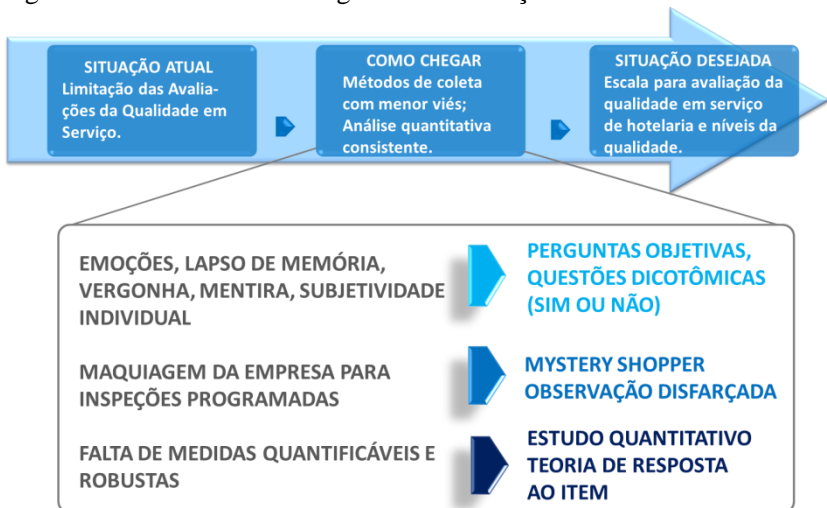 SITUAÇÃO ATUAL
Limitação das Avalia-
ções da Qualidade em
Serviço.
COMO CHEGAR
Métodos de coleta
com menor viés;
Análise quantitativa
consistente.
SITUAÇÃO DESEJADA
Escala para avaliação da
qualidade em serviço
de hotelaria e níveis da
qualidade.
EMOÇÕES, LAPSO DE MEMÓRIA,
VERGONHA, MENTIRA, SUBJETIVIDADE
INDIVIDUAL
PERGUNTAS OBJETIVAS,
QUESTÕES DICOTÔMICAS
(SIM OU NÃO)
MAQUIAGEM DA EMPRESA PARA
INSPEÇÕES PROGRAMADAS
MYSTERY SHOPPER
OBSERVAÇÃO DISFARÇADA
FALTA DE MEDIDAS QUANTIFICÁVEIS E
ROBUSTAS
ESTUDO QUANTITATIVO
TEORIA DE RESPOSTA
AO ITEM